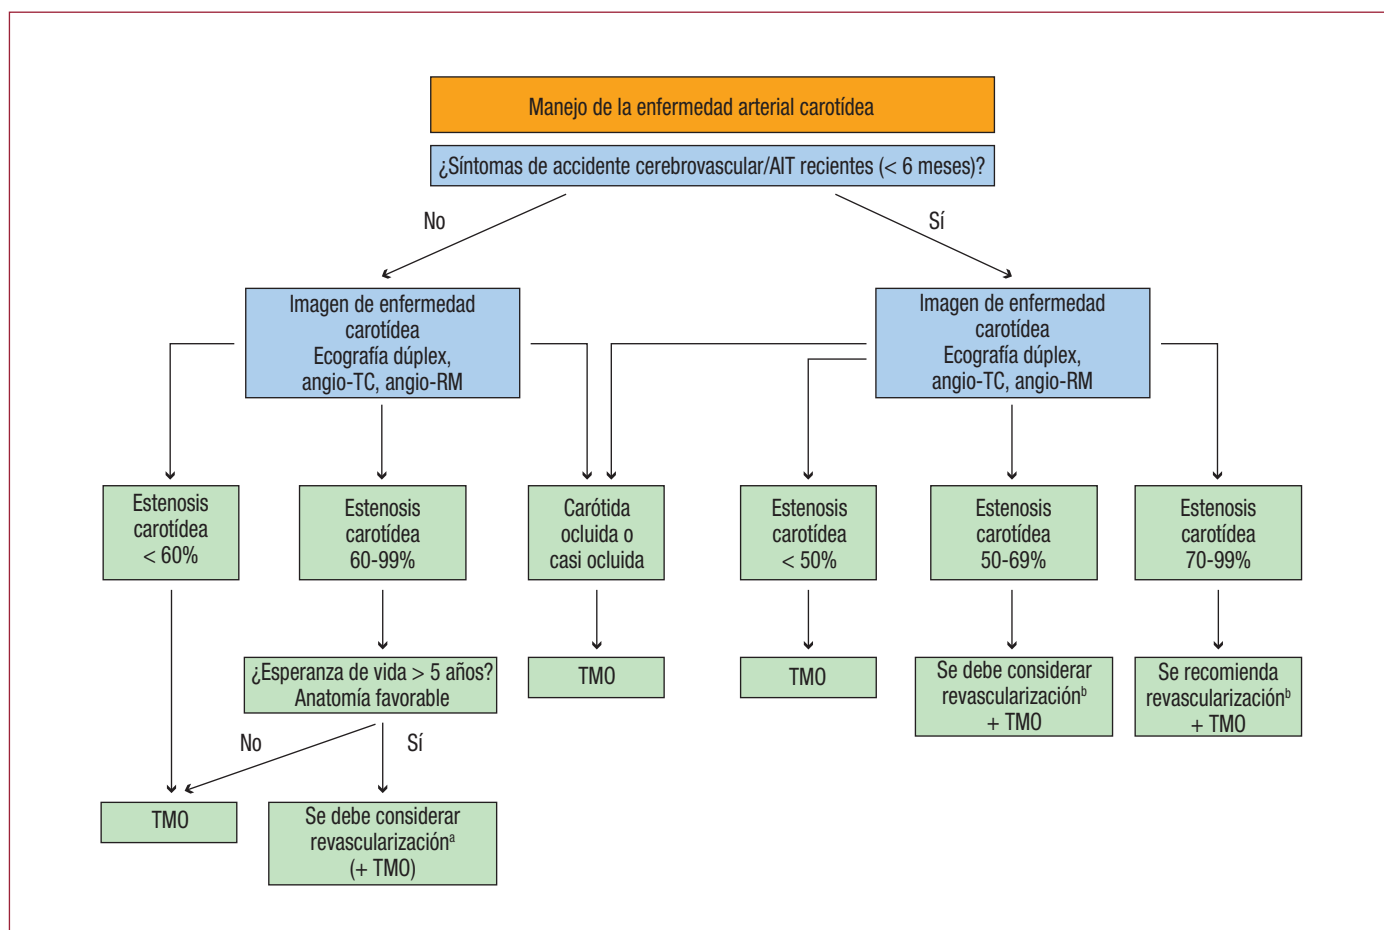 Manejo de la enfermedad arterial carotídea
¿Síntomas de accidente cerebrovascular/AIT recientes (< 6 meses)?
No
Sí
Imagen de enfermedad
carotídea
Ecografía dúplex,
angio-TC, angio-RM
Imagen de enfermedad
carotídea
Ecografía dúplex,
angio-TC, angio-RM
Estenosis
carotídea
< 60%
Estenosis
carotídea
60-99%
Carótida
ocluida o
casi ocluida
Estenosis
carotídea
< 50%
Estenosis
carotídea
50-69%
Estenosis
carotídea
70-99%
¿Esperanza de vida > 5 años?
Anatomía favorable
TMO
TMO
Se debe considerar
revascularizaciónᵇ
+ TMO
Se recomienda
revascularizaciónᵇ
+ TMO
No
Sí
TMO
Se debe considerar
revascularizaciónᵃ
(+ TMO)